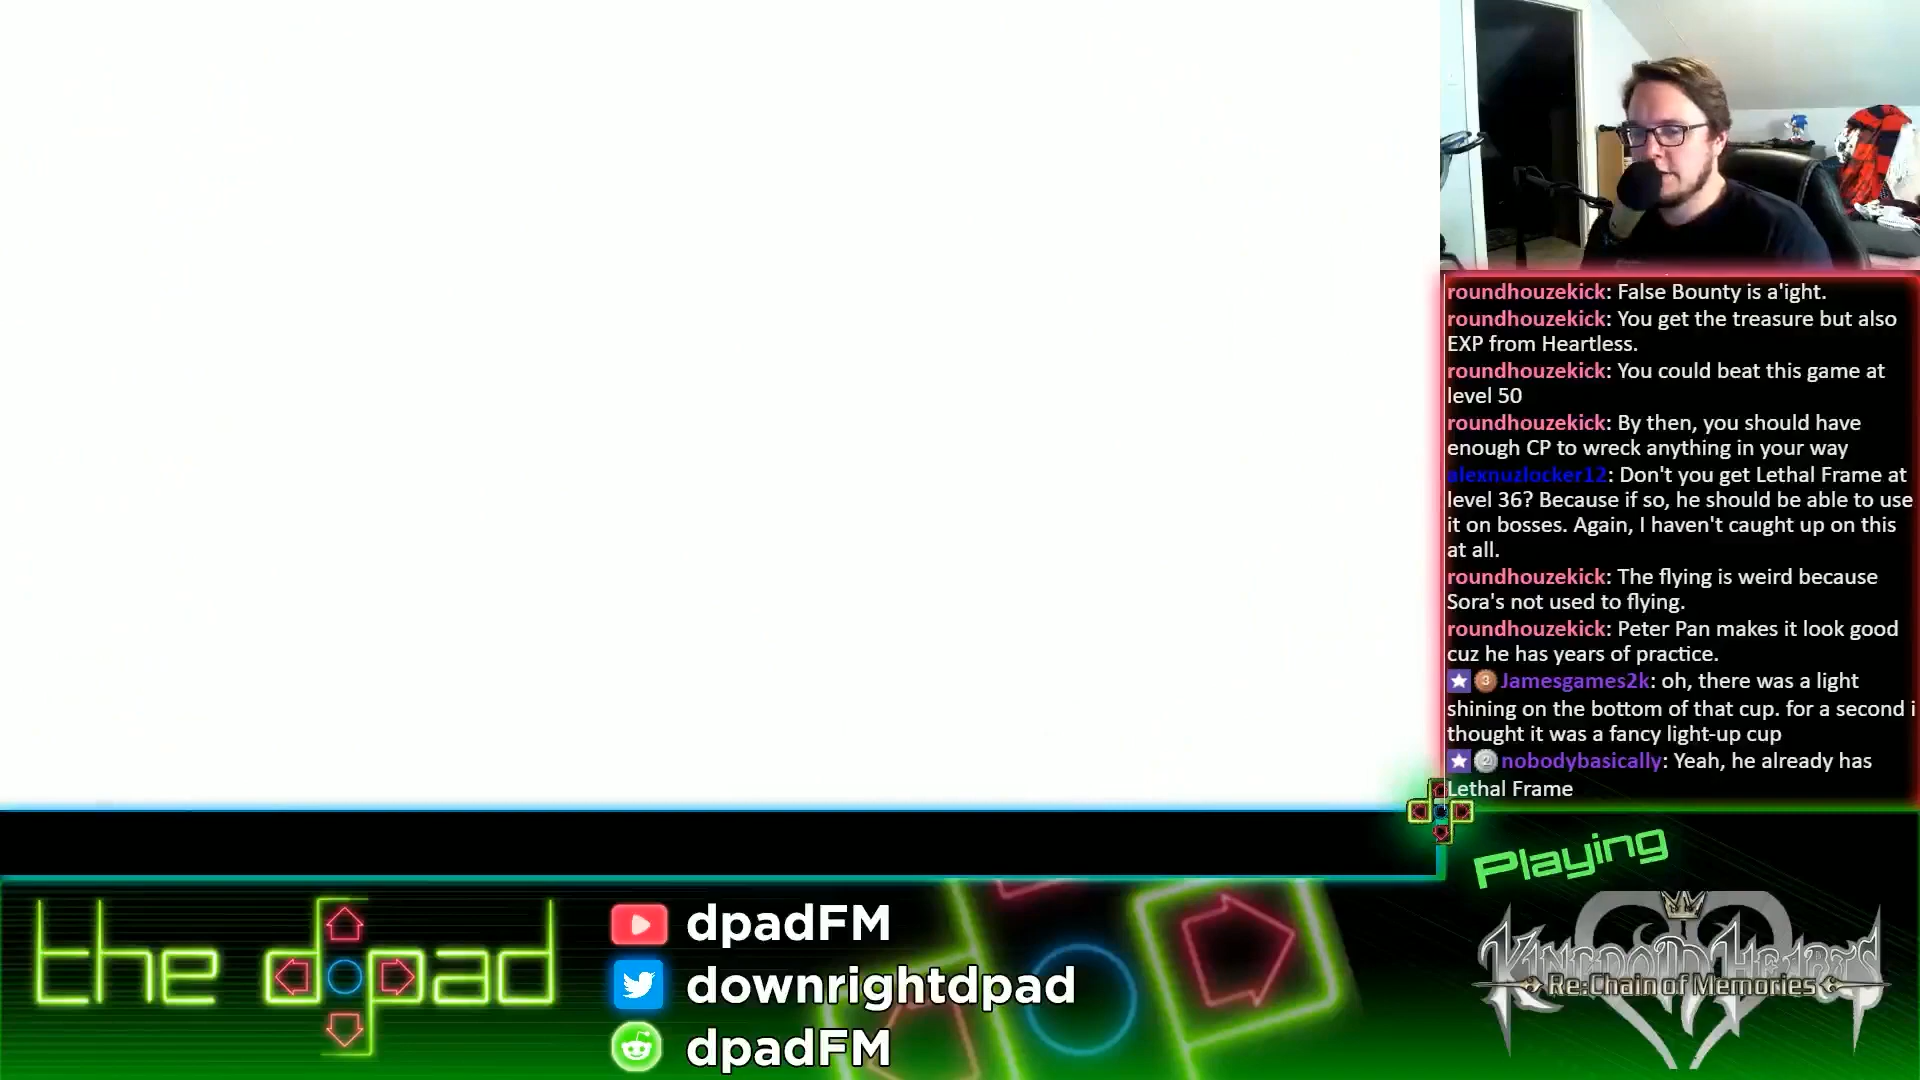 roundhouzekick: False Bounty is a'ight.
roundhouzekick: You get the treasure but also
EXP from Heartless.
roundhouzekick: You could beat this game at
level 50
roundhouzekick: By then, you should have
enough CP to wreck anything in your way
alexnuzlocker12: Don't you get Lethal Frame at
level 36? Because if so, he should be able to use
it on bosses. Again, I haven't caught up on this
at all.
roundhouzekick: The flying is weird because
Sora's not used to flying.
roundhouzekick: Peter Pan makes it look good
cuz he has years of practice.
3 Jamesgames2k: oh, there was a light
shining on the bottom of that cup. for a second i
thought it was a fancy light-up cup
2 nobodybasically: Yeah, he already has
Lethal Frame
Playing
KINGDOM HEARTS
Re:Chain of Memories
the dpad
dpadFM
downrightdpad
dpadFM